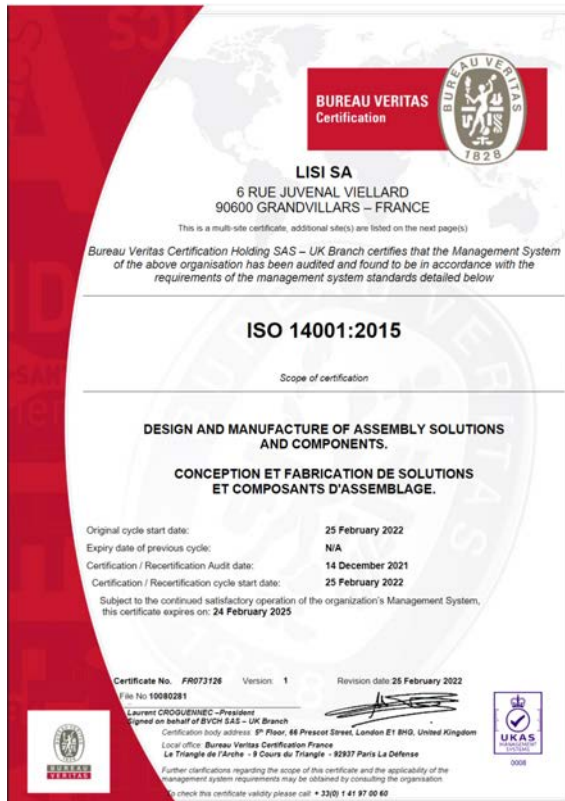 BUREAU VERITAS
Certification
BUREAU VERITAS
1828
LISI SA
6 RUE JUVENAL VIELLARD
90600 GRANDVILLARS – FRANCE
This is a multi-site certificate, additional site(s) are listed on the next page(s)
Bureau Veritas Certification Holding SAS – UK Branch certifies that the Management System
of the above organisation has been audited and found to be in accordance with the
requirements of the management system standards detailed below
ISO 14001:2015
Scope of certification
DESIGN AND MANUFACTURE OF ASSEMBLY SOLUTIONS
AND COMPONENTS.
CONCEPTION ET FABRICATION DE SOLUTIONS
ET COMPOSANTS D'ASSEMBLAGE.
Original cycle start date: 25 February 2022
Expiry date of previous cycle: N/A
Certification / Recertification Audit date: 14 December 2021
Certification / Recertification cycle start date: 25 February 2022
Subject to the continued satisfactory operation of the organization's Management System,
this certificate expires on: 24 February 2025
Certificate No. FR073126 Version: 1 Revision date: 25 February 2022
File No 10080281
Laurent CROGUENNEC –President
Signed on behalf of BVCH SAS – UK Branch
Certification body address: 5th Floor, 66 Prescot Street, London E1 8HG, United Kingdom
Local office: Bureau Veritas Certification France
Le Triangle de l'Arche - 9 Cours du Triangle - 92937 Paris La Défense
Further clarifications regarding the scope of this certificate and the applicability of the
management system requirements may be obtained by consulting the organisation
To check this certificate validity please call: + 33(0) 1 41 97 00 60
BUREAU
VERITAS
UKAS
MANAGEMENT
SYSTEMS
0008